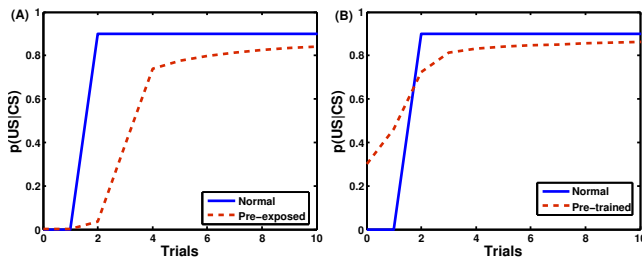 (A)
p(US|CS)
1
0.8
0.6
0.4
0.2
0
0 2 4 6 8 10
Trials
Normal
Pre-exposed
(B)
p(US|CS)
1
0.8
0.6
0.4
0.2
0
0 2 4 6 8 10
Trials
Normal
Pre-trained